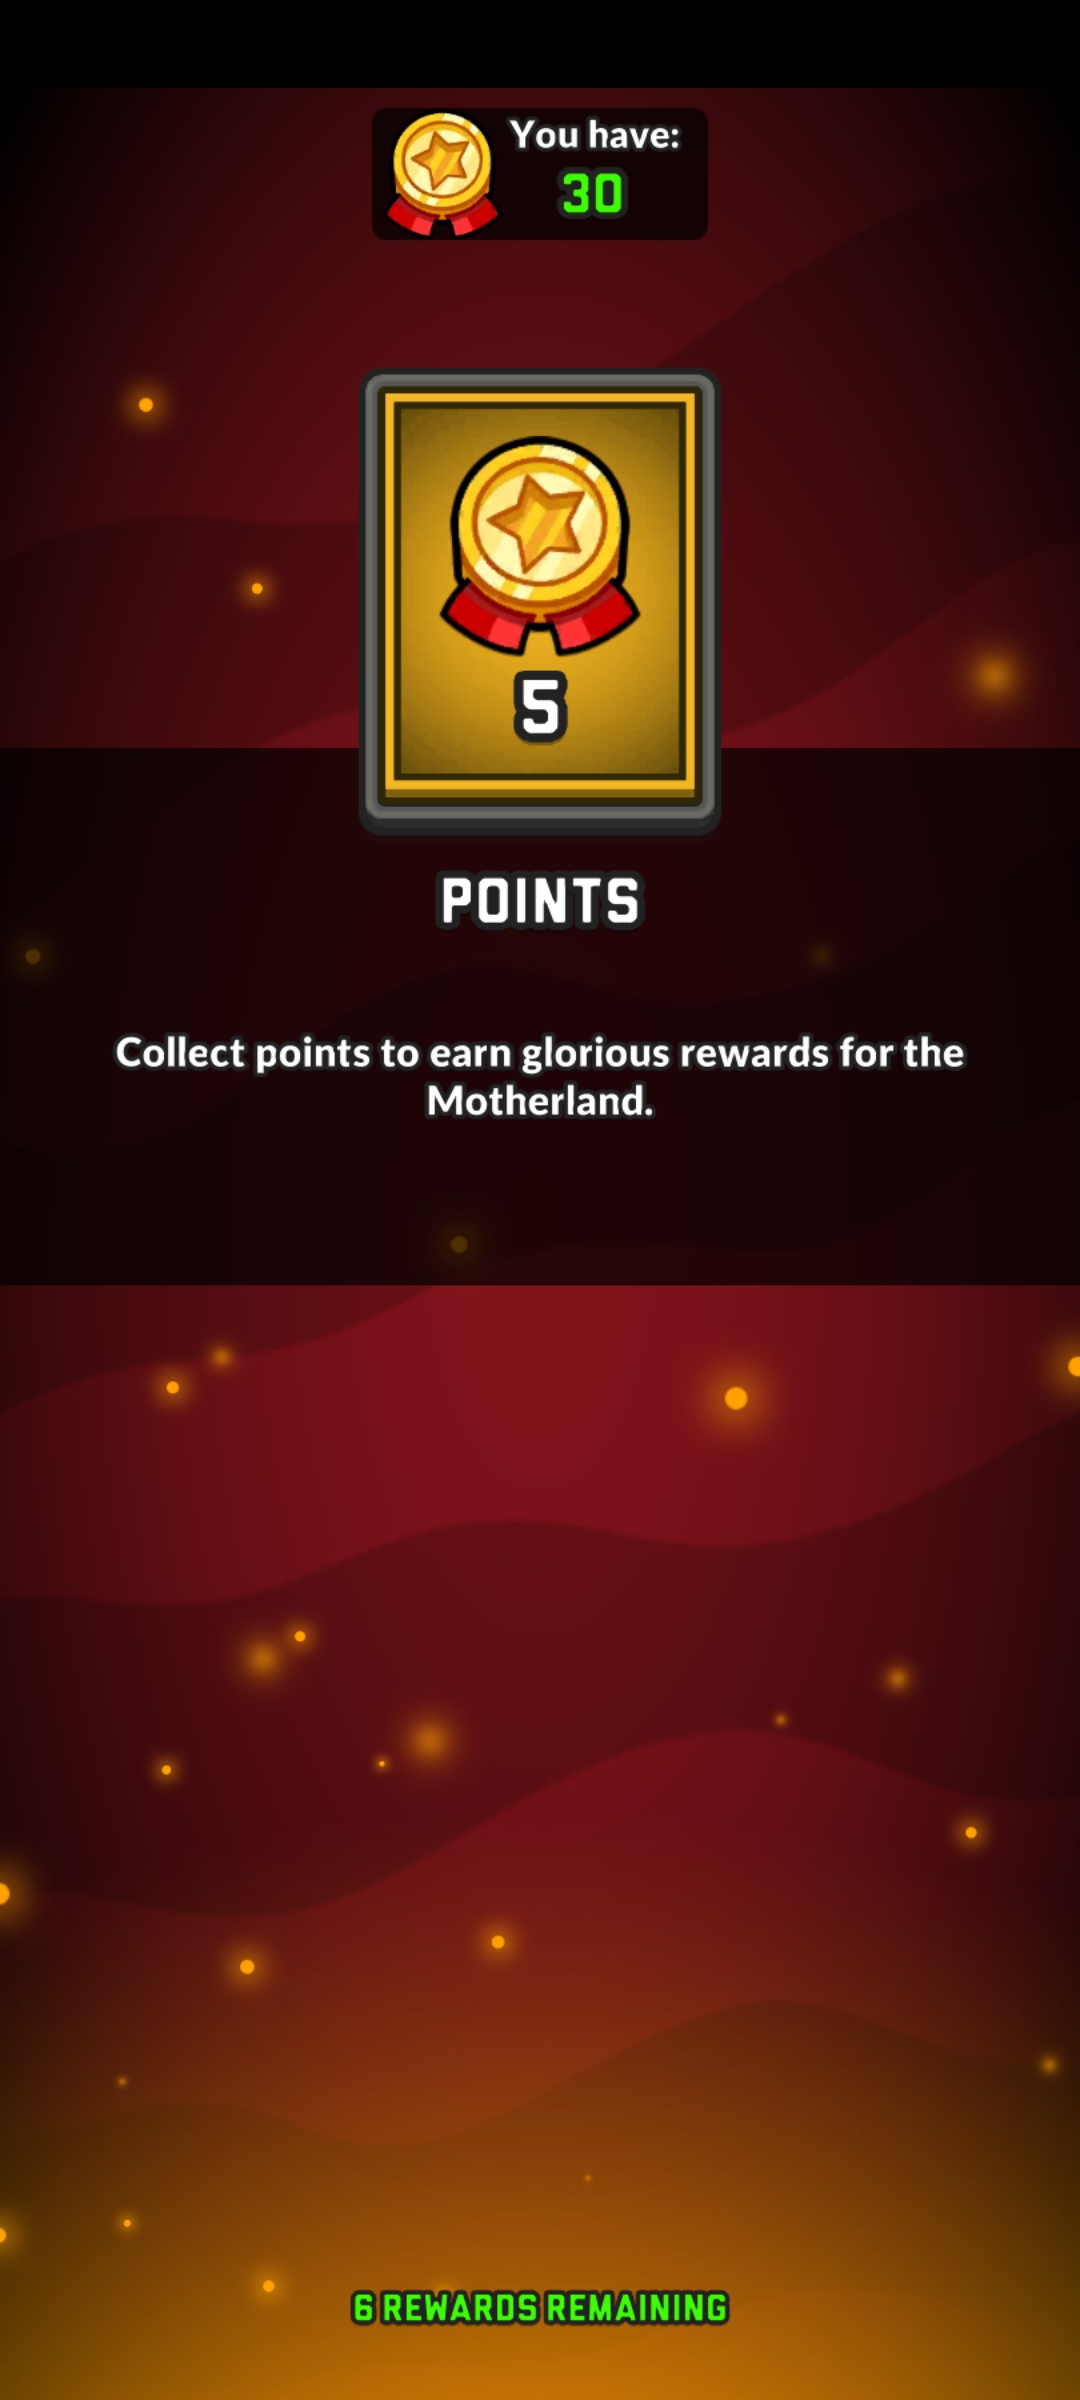 You have:
30
5
POINTS
Collect points to earn glorious rewards for the
Motherland.
6 REWARDS REMAINING